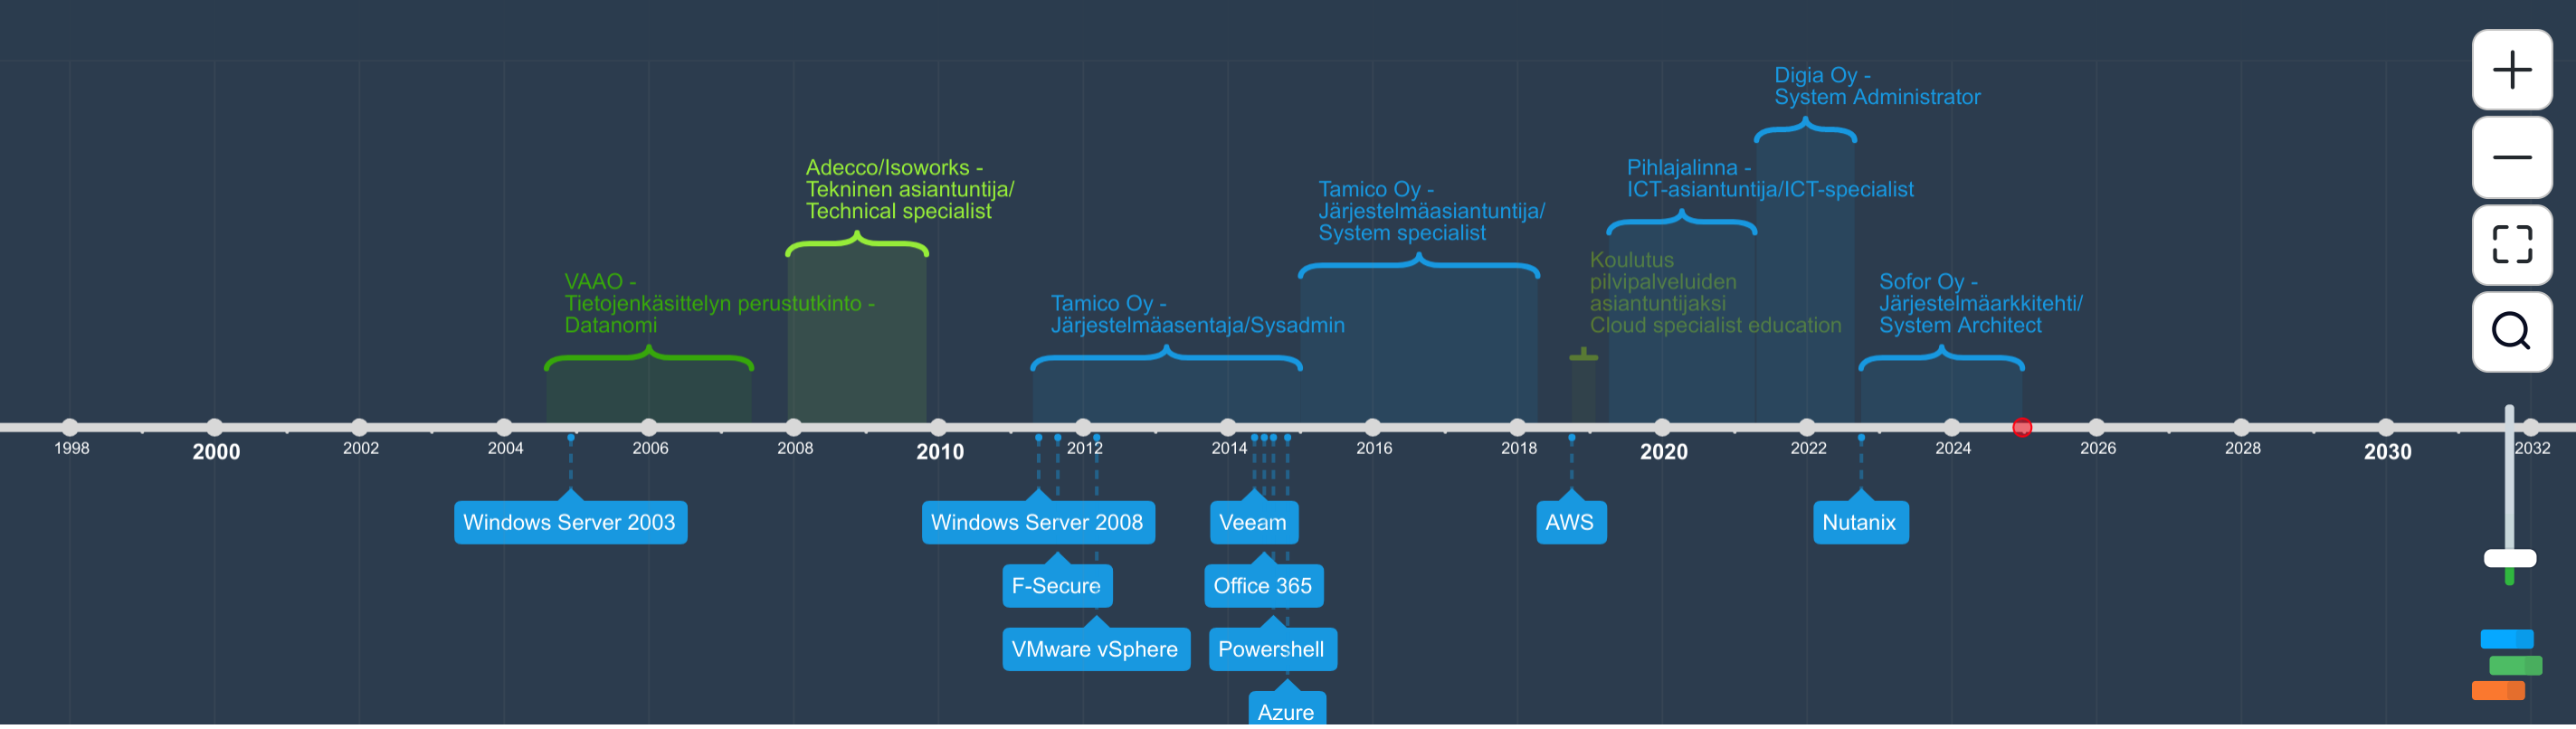 Digia Oy -
System Administrator
Adecco/Isoworks -
Tekninen asiantuntija/
Technical specialist
Pihlajalinna -
ICT-asiantuntija/ICT-specialist
Tamico Oy -
Järjestelmäasiantuntija/
System specialist
Koulutus
pilvipalveluiden
asiantuntijaksi
Cloud specialist education
VAAO -
Tietojenkäsittelyn perustutkinto -
Datanomi
Tamico Oy -
Järjestelmäasentaja/Sysadmin
Sofor Oy -
Järjestelmäarkkitehti/
System Architect
1998 2000 2002 2004 2006 2008 2010 2012 2014 2016 2018 2020 2022 2024 2026 2028 2030 2032
Windows Server 2003
Windows Server 2008
Veeam
AWS
Nutanix
F-Secure
Office 365
VMware vSphere
Powershell
Azure